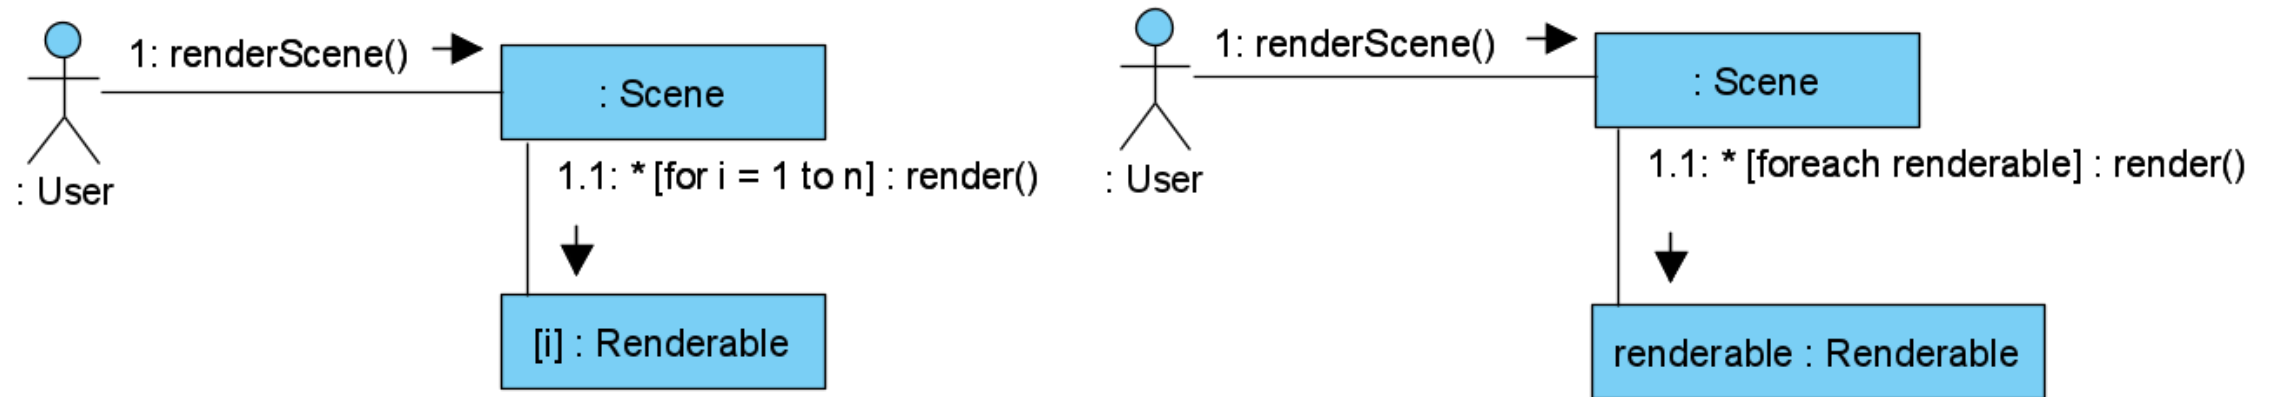 1: renderScene()
: Scene
: User
1.1: * [for i = 1 to n] : render()
[i] : Renderable
1: renderScene()
: Scene
: User
1.1: * [foreach renderable] : render()
renderable : Renderable